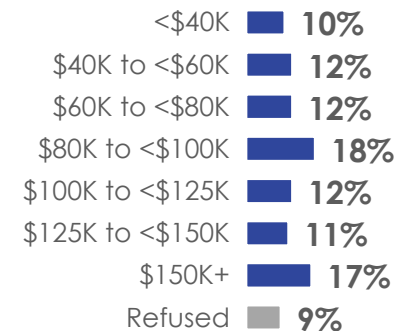 <$40K 10%
$40K to <$60K 12%
$60K to <$80K 12%
$80K to <$100K 18%
$100K to <$125K 12%
$125K to <$150K 11%
$150K+ 17%
Refused 9%